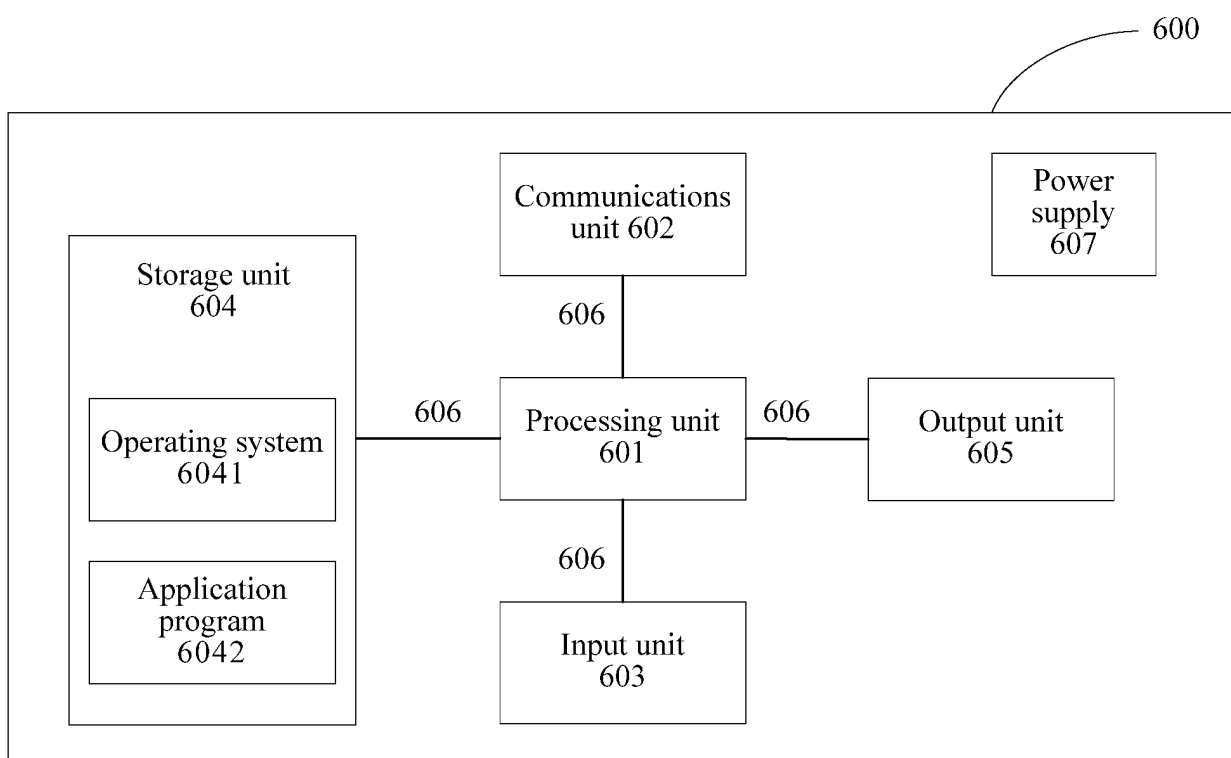 600
Communications
unit 602
Power
supply
607
Storage unit
604
606
Operating system
6041
606
Processing unit
601
606
Output unit
605
Application
program
6042
606
Input unit
603